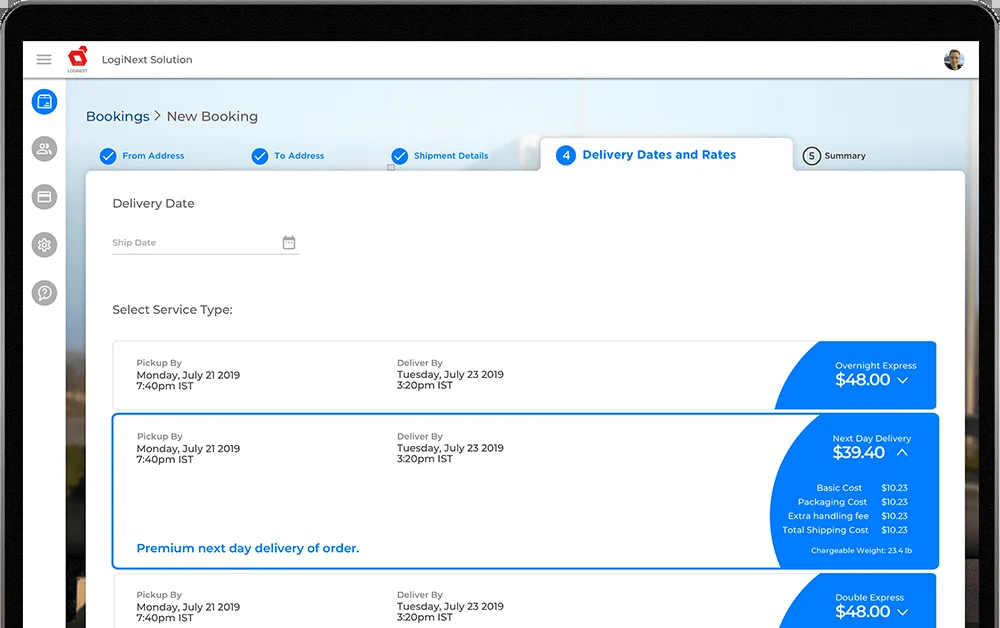 LOGINEXT
LogiNext Solution
Bookings > New Booking
From Address
To Address
Shipment Details
4 Delivery Dates and Rates
5 Summary
Delivery Date
Ship Date
Select Service Type:
Pickup By
Monday, July 21 2019
7:40pm IST
Deliver By
Tuesday, July 23 2019
3:20pm IST
Overnight Express
$48.00
Pickup By
Monday, July 21 2019
7:40pm IST
Deliver By
Tuesday, July 23 2019
3:20pm IST
Premium next day delivery of order.
Next Day Delivery
$39.40
Basic Cost $10.23
Packaging Cost $10.23
Extra handling fee $10.23
Total Shipping Cost $10.23
Chargeable Weight: 23.4 lb
Pickup By
Monday, July 21 2019
7:40pm IST
Deliver By
Tuesday, July 23 2019
3:20pm IST
Double Express
$48.00